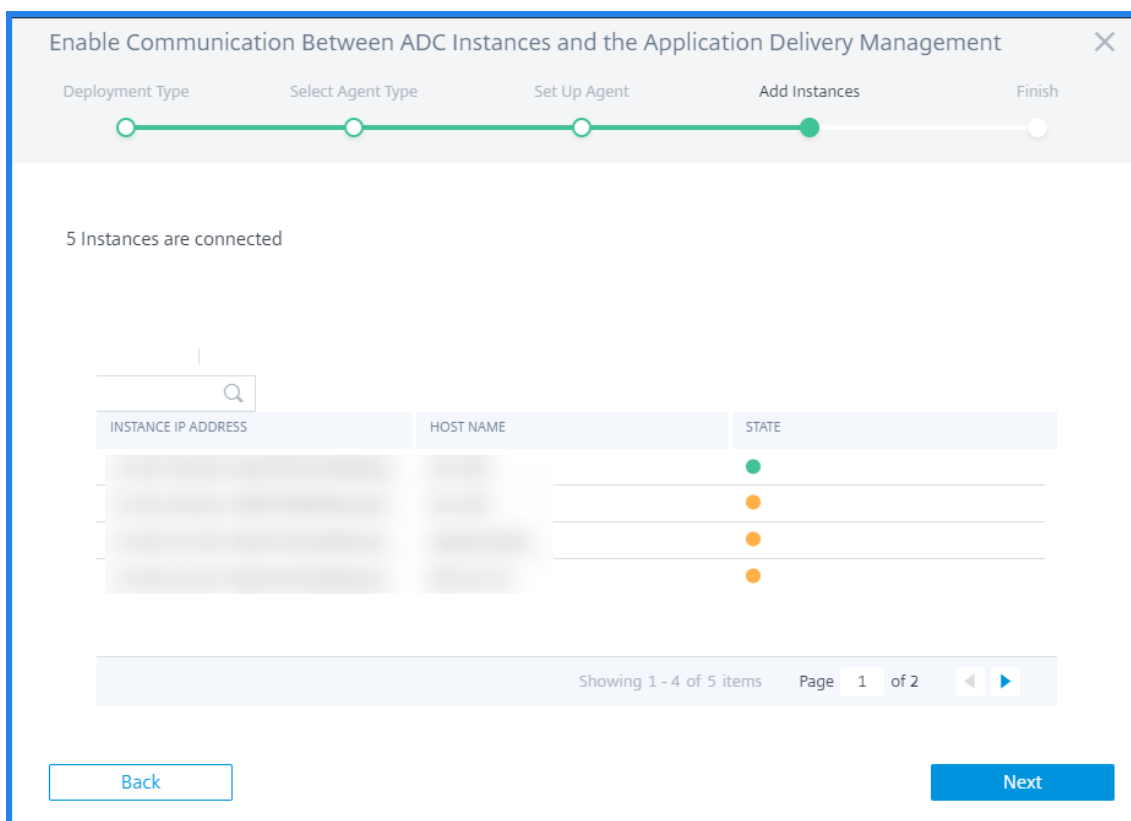 Enable Communication Between ADC Instances and the Application Delivery Management
Deployment Type Select Agent Type Set Up Agent Add Instances Finish
5 Instances are connected
INSTANCE IP ADDRESS HOST NAME STATE
Showing 1 - 4 of 5 items Page 1 of 2
Back Next